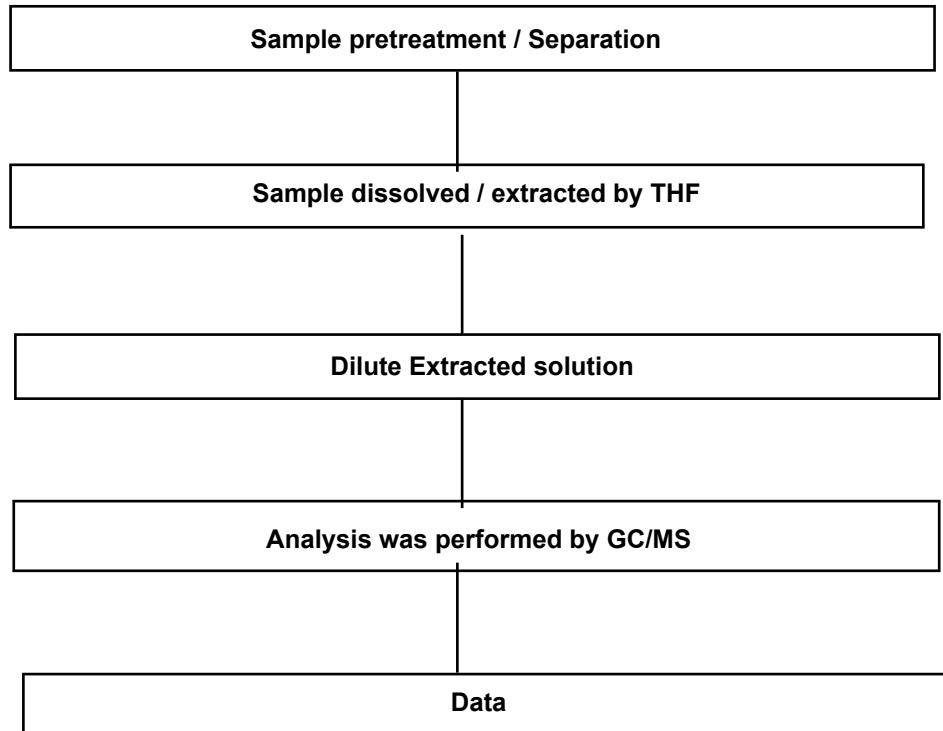 Sample pretreatment / Separation
Sample dissolved / extracted by THF
Dilute Extracted solution
Analysis was performed by GC/MS
Data